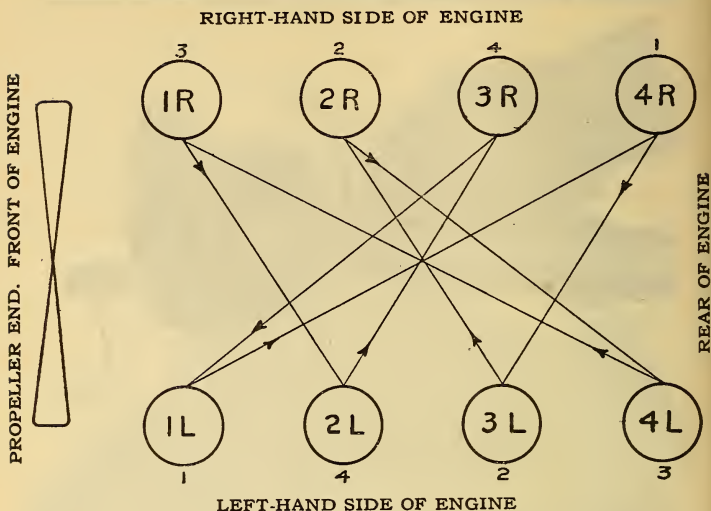 RIGHT-HAND SIDE OF ENGINE
3 2 4 1
1R 2R 3R 4R
PROPELLER END. FRONT OF ENGINE
REAR OF ENGINE
1L 2L 3L 4L
1 4 2 3
LEFT-HAND SIDE OF ENGINE